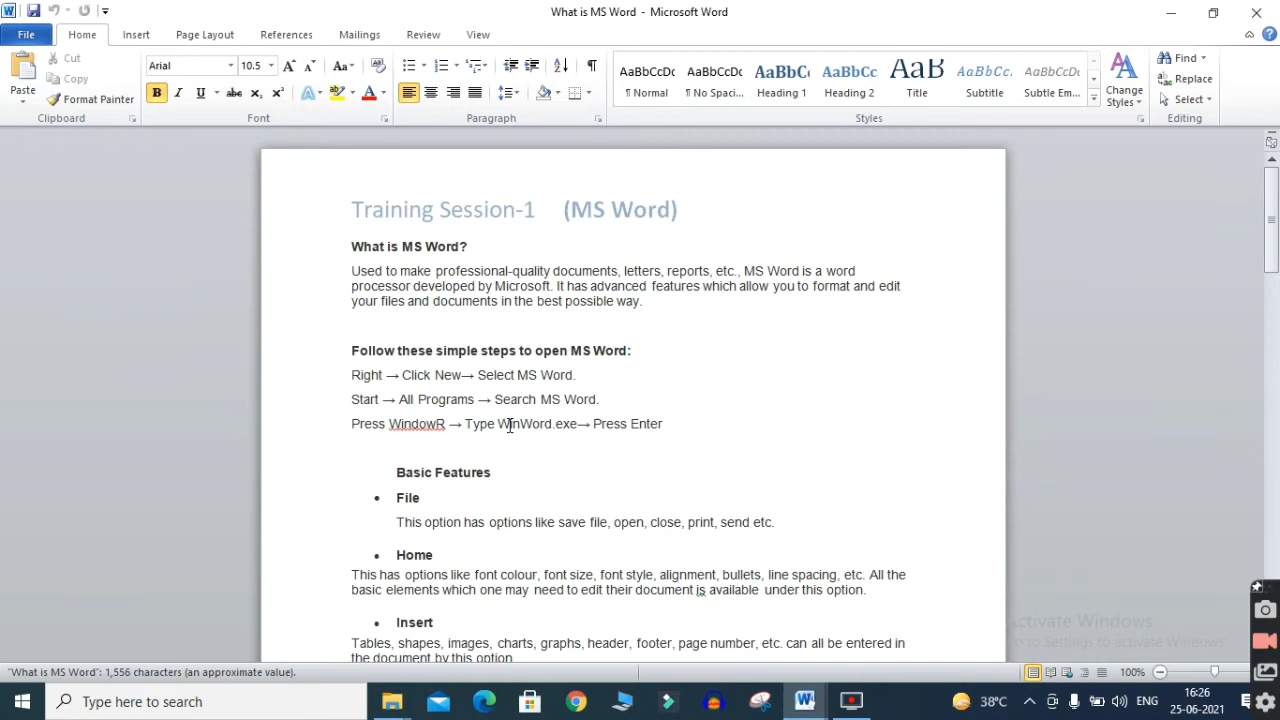 What is MS Word - Microsoft Word
File Home Insert Page Layout References Mailings Review View
Cut
Copy
Format Painter
Paste
Clipboard
Arial 10.5
Font
Paragraph
AaBbCcDc AaBbCcDc AaBbC AaBbCc AaB AaBbCc. AaBbCcDc
¶ Normal ¶ No Spaci... Heading 1 Heading 2 Title Subtitle Subtle Em...
Change
Styles
Styles
Find
Replace
Select
Editing
Training Session-1 (MS Word)
What is MS Word?
Used to make professional-quality documents, letters, reports, etc., MS Word is a word
processor developed by Microsoft. It has advanced features which allow you to format and edit
your files and documents in the best possible way.
Follow these simple steps to open MS Word:
Right → Click New→ Select MS Word.
Start → All Programs → Search MS Word.
Press WindowR → Type WinWord.exe→ Press Enter
Basic Features
• File
This option has options like save file, open, close, print, send etc.
• Home
This has options like font colour, font size, font style, alignment, bullets, line spacing, etc. All the
basic elements which one may need to edit their document is available under this option.
• Insert
Tables, shapes, images, charts, graphs, header, footer, page number, etc. can all be entered in
the document by this option
Activate Windows
to Settings to activate Windows
"What is MS Word": 1,556 characters (an approximate value).
100%
Type here to search
38°C
ENG
16:26
25-06-2021